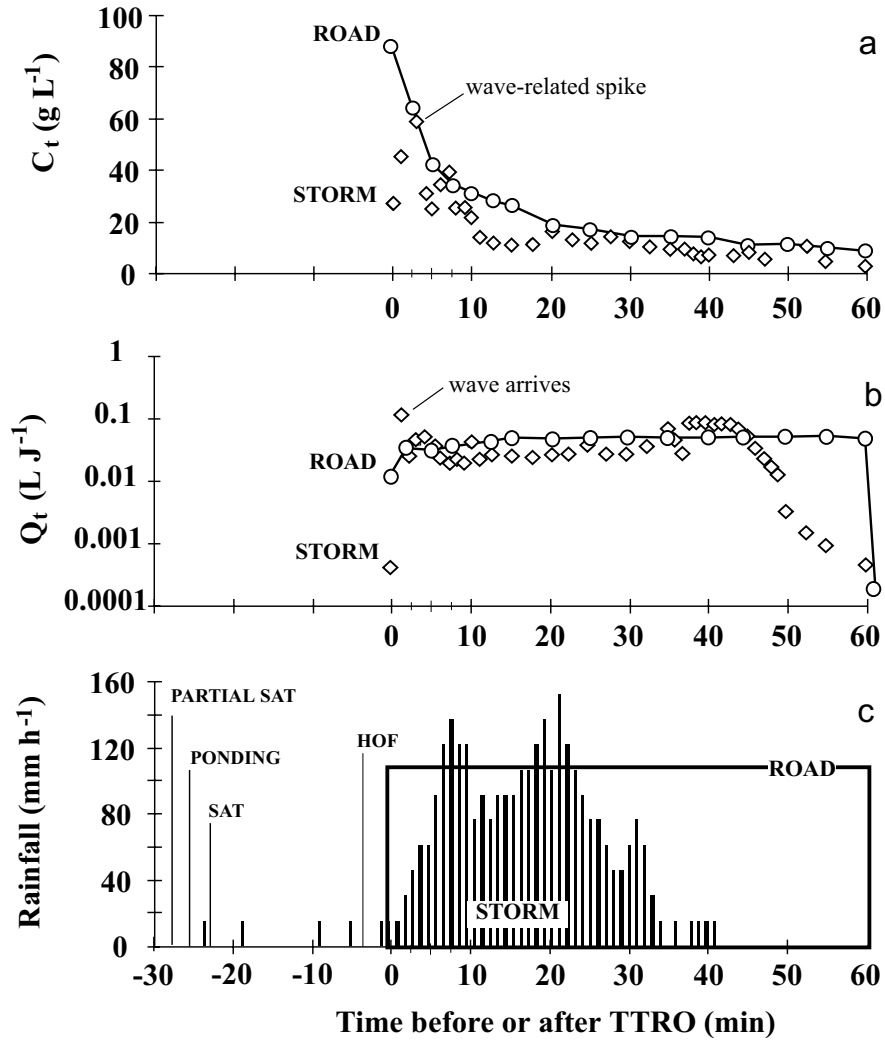 a
100
80
60
40
20
0
C_t (g L^-1)
ROAD
wave-related spike
STORM
0 10 20 30 40 50 60
b
1
0.1
0.01
0.001
0.0001
Q_t (L J^-1)
wave arrives
ROAD
STORM
0 10 20 30 40 50 60
c
160
120
80
40
0
Rainfall (mm h^-1)
PARTIAL SAT
PONDING
SAT
HOF
ROAD
STORM
-30 -20 -10 0 10 20 30 40 50 60
Time before or after TTRO (min)